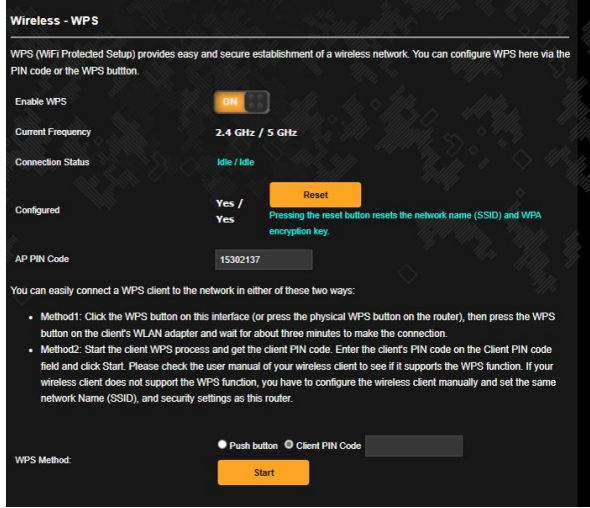 Wireless - WPS
WPS (WiFi Protected Setup) provides easy and secure establishment of a wireless network. You can configure WPS here via the
PIN code or the WPS buttton.
Enable WPS ON
Current Frequency 2.4 GHz / 5 GHz
Connection Status Idle / Idle
Configured Yes / Yes
Reset
Pressing the reset button resets the network name (SSID) and WPA
encryption key.
AP PIN Code 15302137
You can easily connect a WPS client to the network in either of these two ways:
• Method1: Click the WPS button on this interface (or press the physical WPS button on the router), then press the WPS
button on the client's WLAN adapter and wait for about three minutes to make the connection.
• Method2: Start the client WPS process and get the client PIN code. Enter the client's PIN code on the Client PIN code
field and click Start. Please check the user manual of your wireless client to see if it supports the WPS function. If your
wireless client does not support the WPS function, you have to configure the wireless client manually and set the same
network Name (SSID), and security settings as this router.
WPS Method: Push button Client PIN Code
Start